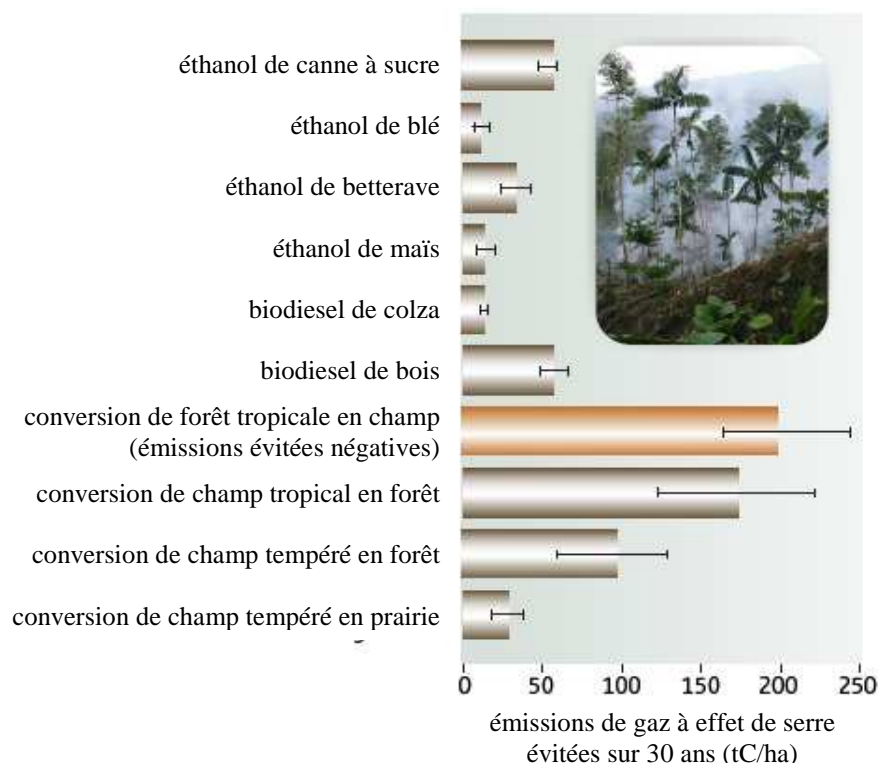 éthanol de canne à sucre
éthanol de blé
éthanol de betterave
éthanol de maïs
biodiesel de colza
biodiesel de bois
conversion de forêt tropicale en champ
(émissions évitées négatives)
conversion de champ tropical en forêt
conversion de champ tempéré en forêt
conversion de champ tempéré en prairie
0 50 100 150 200 250
émissions de gaz à effet de serre
évitées sur 30 ans (tC/ha)